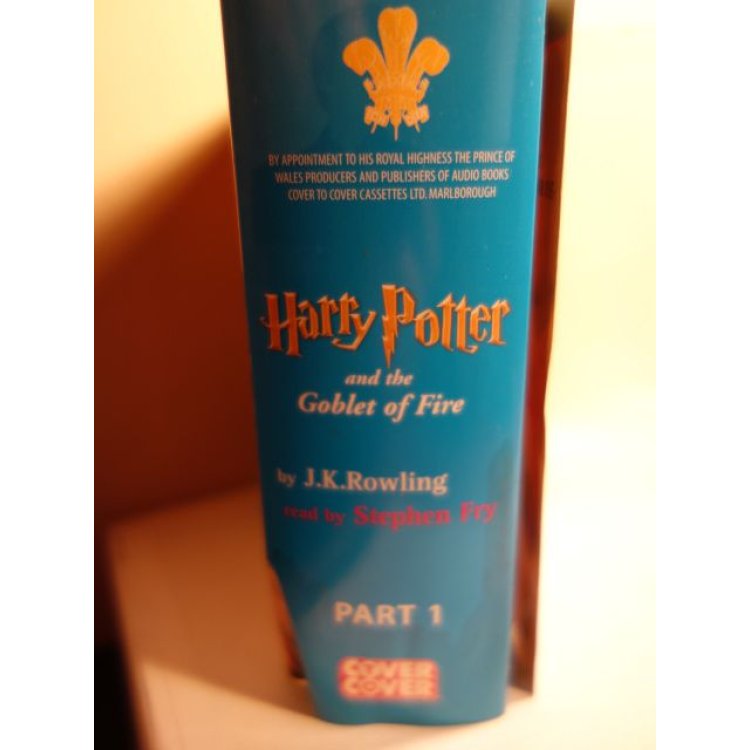 BY APPOINTMENT TO HIS ROYAL HIGHNESS THE PRINCE OF
WALES PRODUCERS AND PUBLISHERS OF AUDIO BOOKS
COVER TO COVER CASSETTES LTD. MARLBOROUGH
Harry Potter
and the
Goblet of Fire
by J.K.Rowling
read by Stephen Fry
PART 1
COVER
COVER